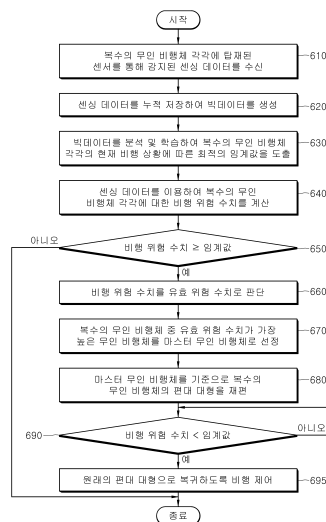 시작
복수의 무인 비행체 각각에 탑재된
센서를 통해 감지된 센싱 데이터를 수신
610
센싱 데이터를 누적 저장하여 빅데이터를 생성
620
빅데이터를 분석 및 학습하여 복수의 무인 비행체
각각의 현재 비행 상황에 따른 최적의 임계값을 도출
630
센싱 데이터를 이용하여 복수의 무인
비행체 각각에 대한 비행 위험 수치를 계산
640
아니오
비행 위험 수치 ≥ 임계값
650
예
비행 위험 수치를 유효 위험 수치로 판단
660
복수의 무인 비행체 중 유효 위험 수치가 가장
높은 무인 비행체를 마스터 무인 비행체로 선정
670
마스터 무인 비행체를 기준으로 복수의
무인 비행체의 편대 대형을 재편
680
690
비행 위험 수치 < 임계값
아니오
예
원래의 편대 대형으로 복귀하도록 비행 제어
695
종료